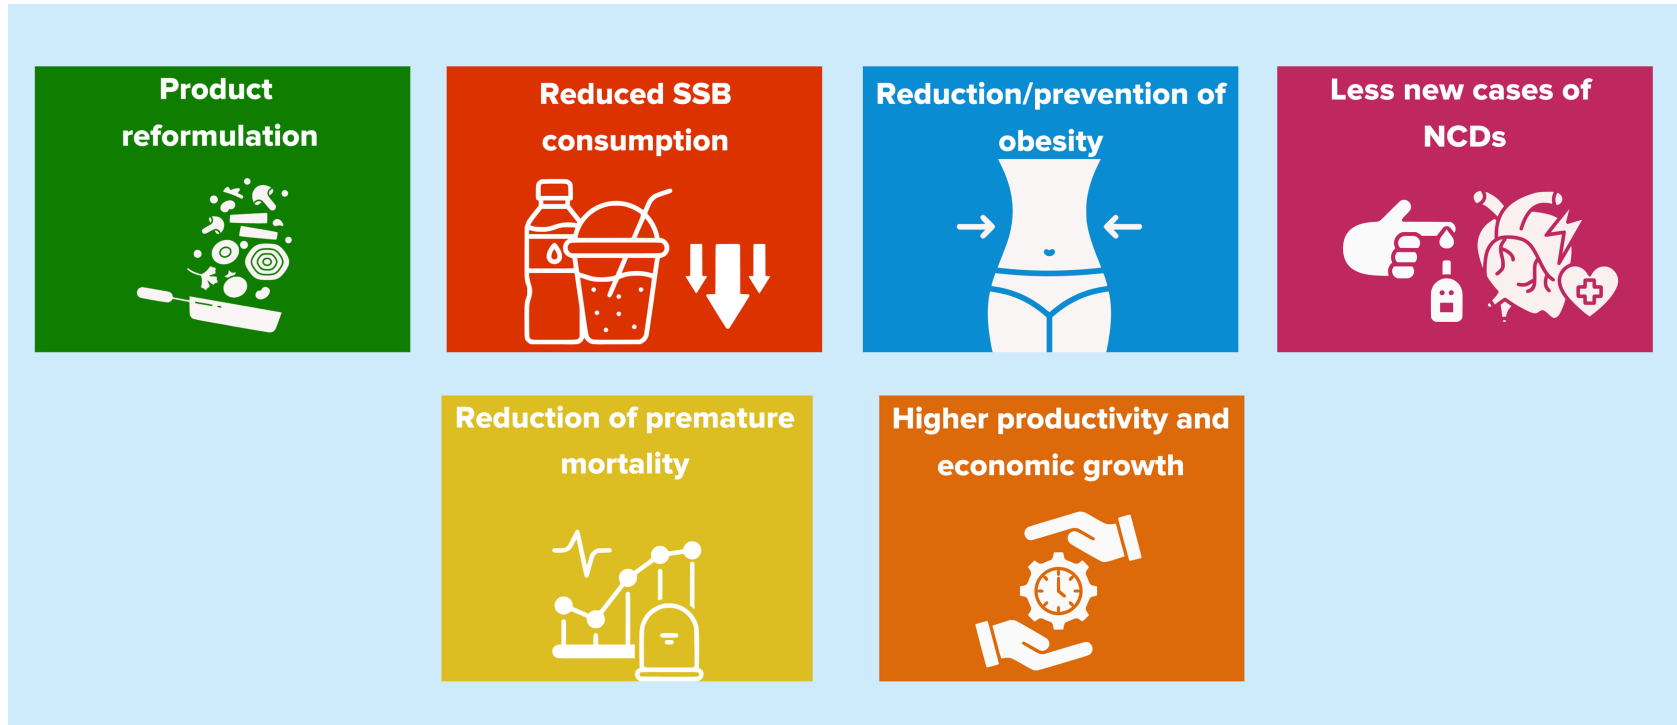 Product
reformulation
Reduced SSB
consumption
Reduction/prevention of
obesity
Less new cases of
NCDs
Reduction of premature
mortality
Higher productivity and
economic growth